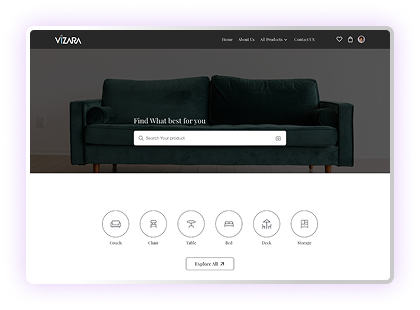 VIZARA
Home About Us All Products Contact US
Find What best for you
Search Your product
Couch Chair Table Bed Desk Storage
Explore All